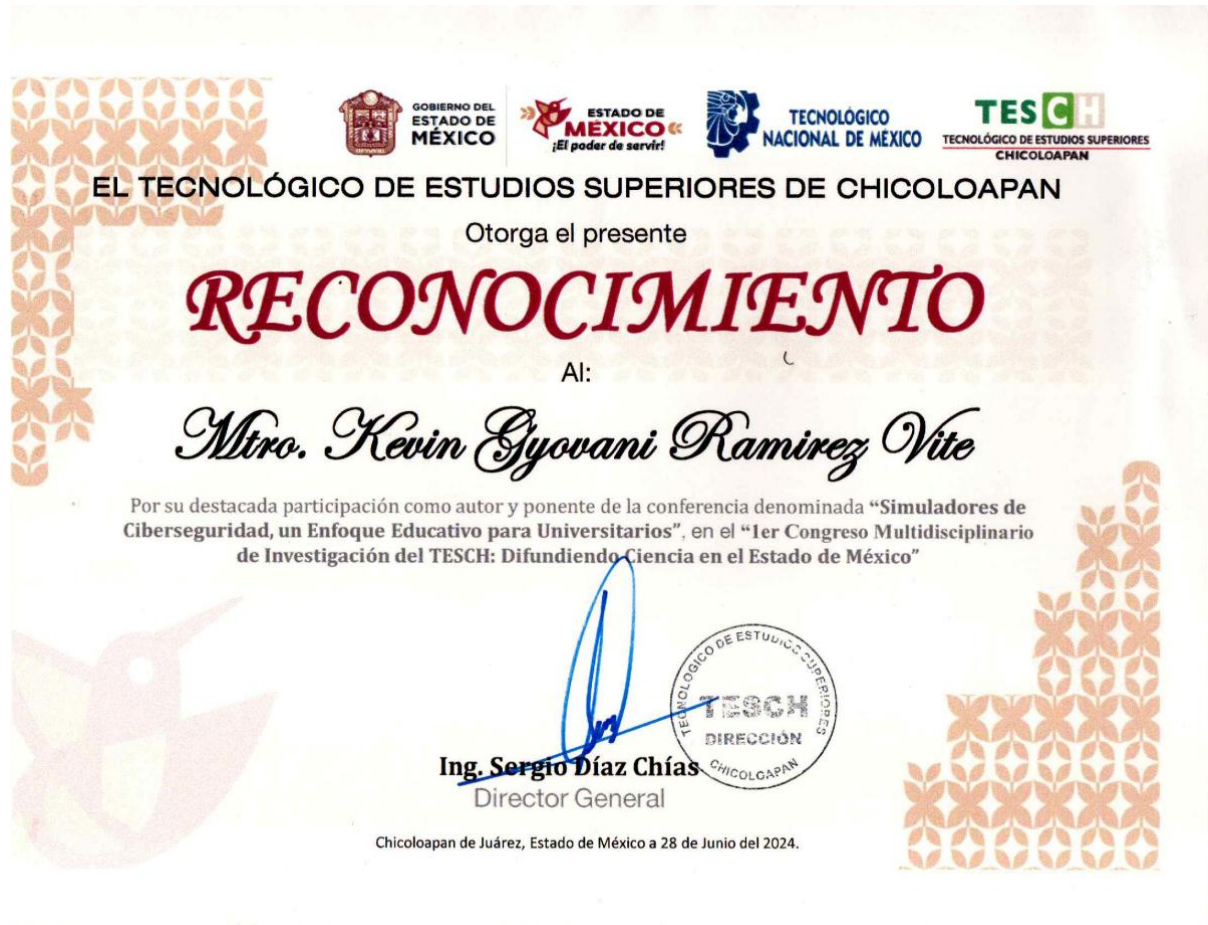 GOBIERNO DEL
ESTADO DE
MÉXICO
ESTADO DE
MÉXICO
¡El poder de servir!
TECNOLÓGICO
NACIONAL DE MÉXICO
TESCH
TECNOLÓGICO DE ESTUDIOS SUPERIORES
CHICOLOAPAN
EL TECNOLÓGICO DE ESTUDIOS SUPERIORES DE CHICOLOAPAN
Otorga el presente
RECONOCIMIENTO
Al:
Mtro. Kevin Gyovani Ramirez Vite
Por su destacada participación como autor y ponente de la conferencia denominada “Simuladores de
Ciberseguridad, un Enfoque Educativo para Universitarios”, en el “1er Congreso Multidisciplinario
de Investigación del TESCH: Difundiendo Ciencia en el Estado de México”
TECNOLOGICO DE ESTUDIOS SUPERIORES
TESCH
DIRECCIÓN
CHICOLOAPAN
Ing. Sergio Díaz Chías
Director General
Chicoloapan de Juárez, Estado de México a 28 de Junio del 2024.